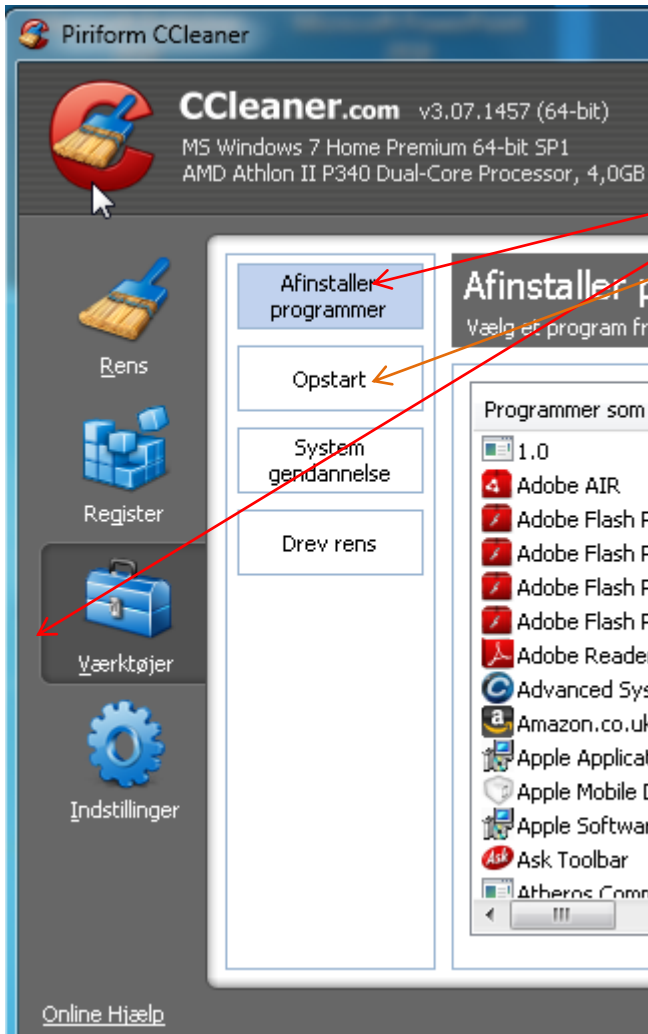 Piriform CCleaner
CCleaner.com v3.07.1457 (64-bit)
MS Windows 7 Home Premium 64-bit SP1
AMD Athlon II P340 Dual-Core Processor, 4,0GB
Rens
Register
Værktøjer
Indstillinger
Afinstaller
programmer
Opstart
System
gendannelse
Drev rens
Afinstaller
Vælg et program fr
Programmer som
1.0
Adobe AIR
Adobe Flash P
Adobe Flash P
Adobe Flash P
Adobe Flash P
Adobe Reader
Advanced Sys
Amazon.co.uk
Apple Applicat
Apple Mobile D
Apple Softwar
Ask Toolbar
Atheros Comm
Online Hjælp